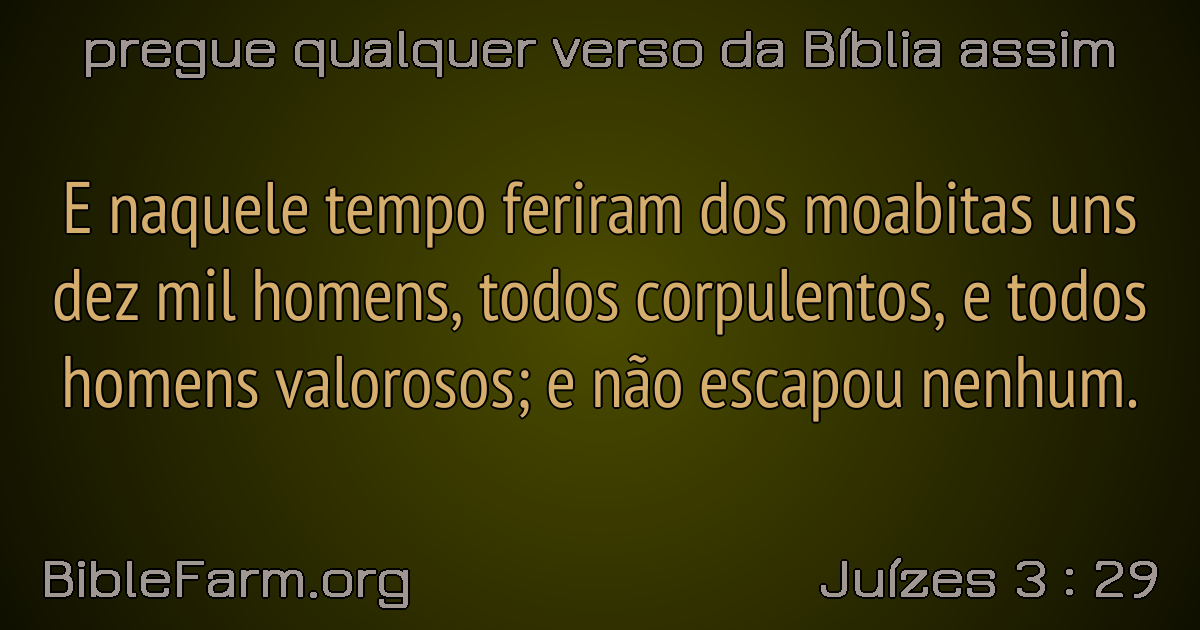 pregue qualquer verso da Bíblia assim
E naquele tempo feriram dos moabitas uns
dez mil homens, todos corpulentos, e todos
homens valorosos; e não escapou nenhum.
BibleFarm.org
Juízes 3 : 29